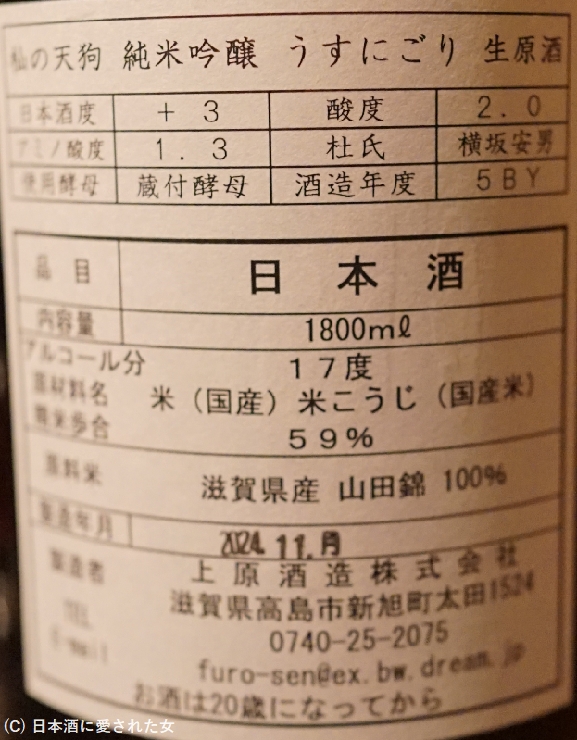 の天狗 純米吟醸 うすにごり 生原酒
日本酒度 +3 酸度 2.0
アミノ酸度 1.3 杜氏 横坂安男
使用酵母 蔵付酵母 酒造年度 5BY
品目 日本酒
内容量 1800mℓ
アルコール分 17度
原材料名 米(国産)米こうじ(国産米)
精米歩合 59%
原料米 滋賀県産 山田錦 100%
製造年月 2024.11.月
製造者 上原酒造株式会社
滋賀県高島市新旭町太田1524
TEL 0740-25-2075
E-mail furo-sen@ex.bw.dream.jp
お酒は20歳になってから
(C) 日本酒に愛された女